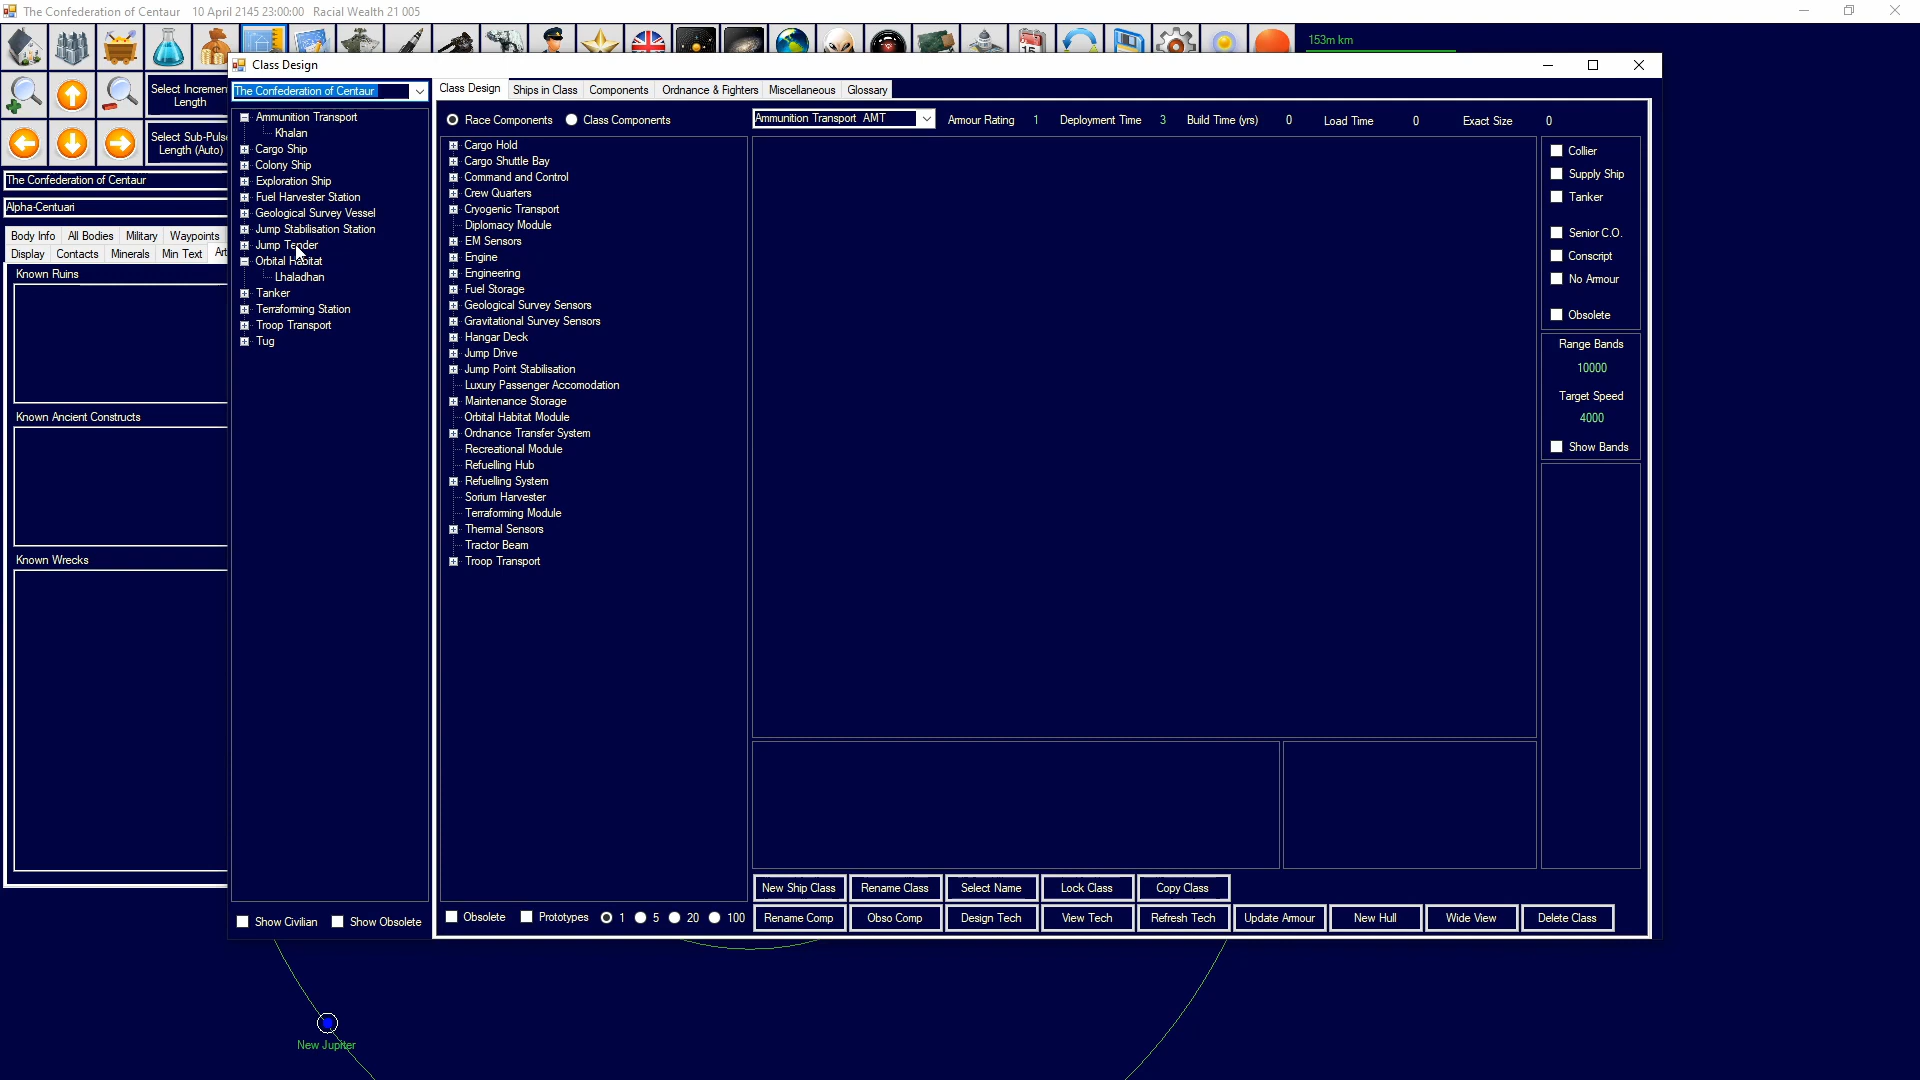 The Confederation of Centaur 10 April 2145 23:00:00 Racial Wealth 21 005
153m km
Class Design
Select Increment
Length
Select Sub-Pulse
Length (Auto)
The Confederation of Centaur
Alpha-Centuari
Body Info All Bodies Military Waypoints
Display Contacts Minerals Min Text Art
Known Ruins
Known Ancient Constructs
Known Wrecks
The Confederation of Centaur
Ammunition Transport
Khalan
Cargo Ship
Colony Ship
Exploration Ship
Fuel Harvester Station
Geological Survey Vessel
Jump Stabilisation Station
Jump Tender
Orbital Habitat
Lhaladhan
Tanker
Terraforming Station
Troop Transport
Tug
Show Civilian Show Obsolete
Class Design Ships in Class Components Ordnance & Fighters Miscellaneous Glossary
Race Components Class Components
Cargo Hold
Cargo Shuttle Bay
Command and Control
Crew Quarters
Cryogenic Transport
Diplomacy Module
EM Sensors
Engine
Engineering
Fuel Storage
Geological Survey Sensors
Gravitational Survey Sensors
Hangar Deck
Jump Drive
Jump Point Stabilisation
Luxury Passenger Accomodation
Maintenance Storage
Orbital Habitat Module
Ordnance Transfer System
Recreational Module
Refuelling Hub
Refuelling System
Sorium Harvester
Terraforming Module
Thermal Sensors
Tractor Beam
Troop Transport
Obsolete Prototypes 1 5 20 100
Ammunition Transport AMT Armour Rating 1 Deployment Time 3 Build Time (yrs) 0 Load Time 0 Exact Size 0
Collier
Supply Ship
Tanker
Senior C.O.
Conscript
No Armour
Obsolete
Range Bands
10000
Target Speed
4000
Show Bands
New Ship Class Rename Class Select Name Lock Class Copy Class
Rename Comp Obso Comp Design Tech View Tech Refresh Tech Update Armour New Hull Wide View Delete Class
New Jupiter